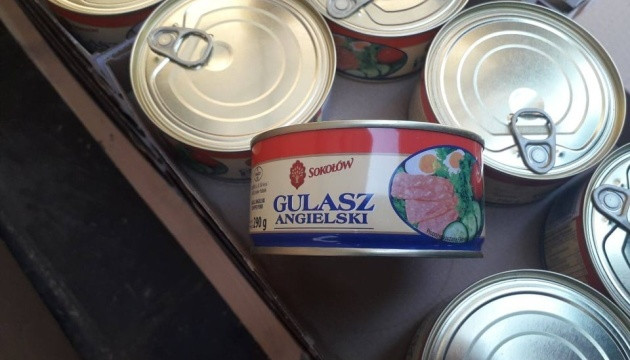 SOKOŁÓW
GULASZ
ANGIELSKI
290 g